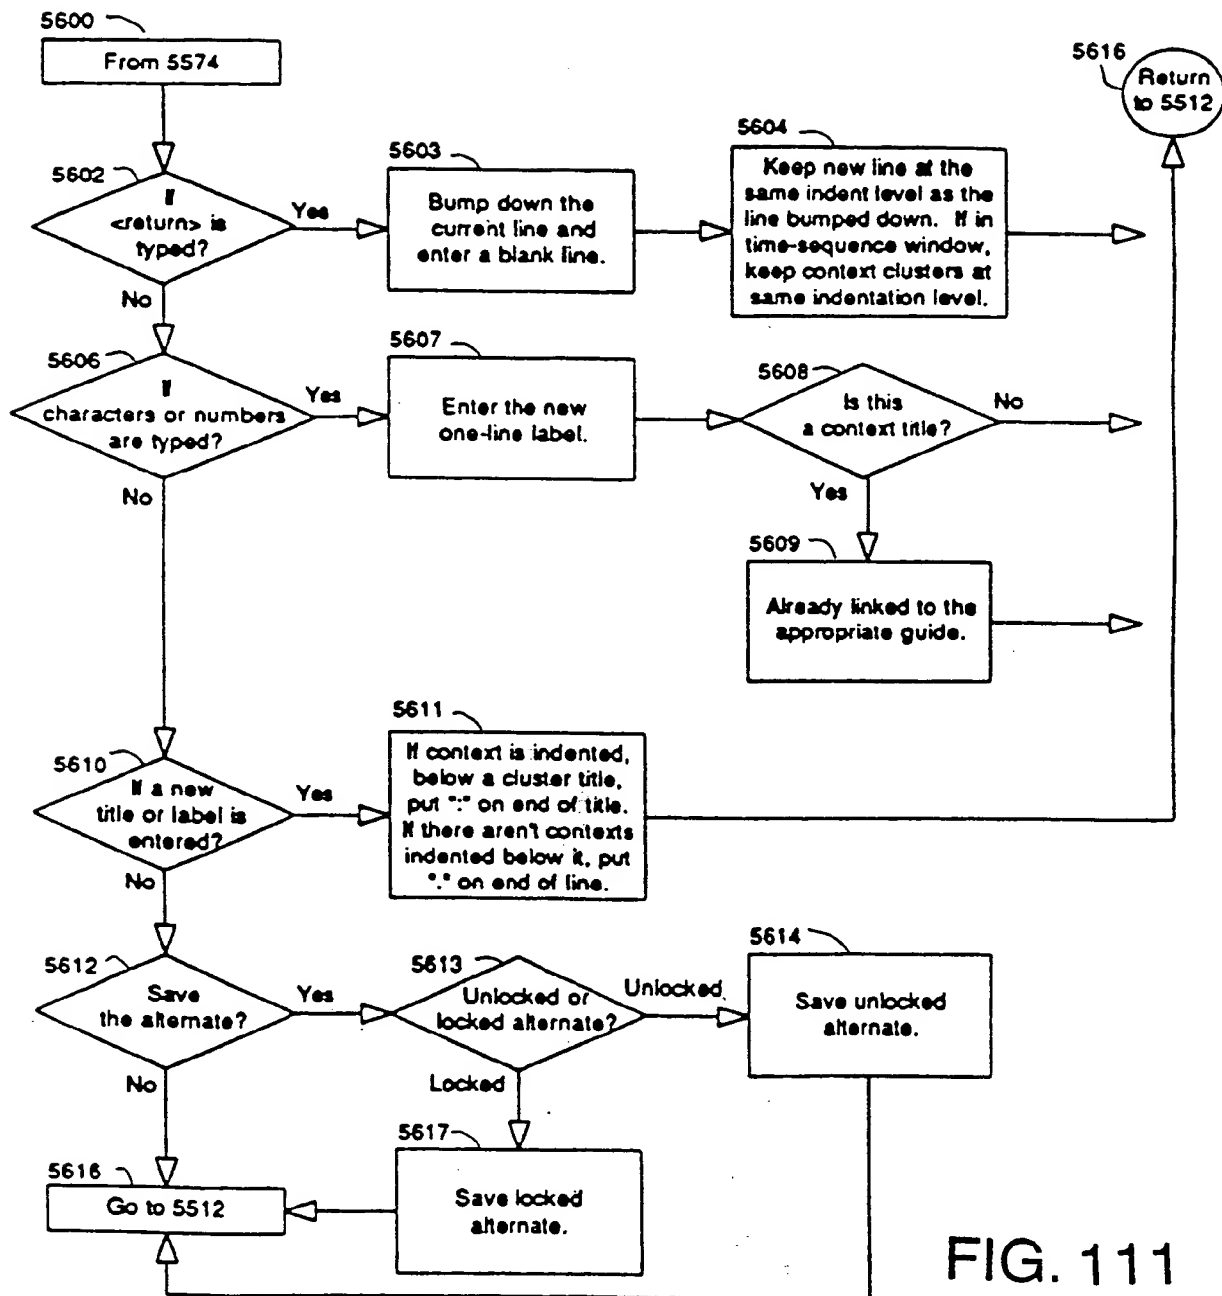 5600
From 5574
5616
Return
to 5512
5602
If
<return> is
typed?
Yes
No
5603
Bump down the
current line and
enter a blank line.
5604
Keep new line at the
same indent level as the
line bumped down. If in
time-sequence window,
keep context clusters at
same indentation level.
5606
If
characters or numbers
are typed?
Yes
No
5607
Enter the new
one-line label.
5608
Is this
a context title?
No
Yes
5609
Already linked to the
appropriate guide.
5610
If a new
title or label is
entered?
Yes
No
5611
If context is indented,
below a cluster title,
put ":" on end of title.
If there aren't contexts
indented below it, put
"." on end of line.
5612
Save
the alternate?
Yes
No
5613
Unlocked or
locked alternate?
Unlocked
Locked
5614
Save unlocked
alternate.
5616
Go to 5512
5617
Save locked
alternate.
FIG. 111